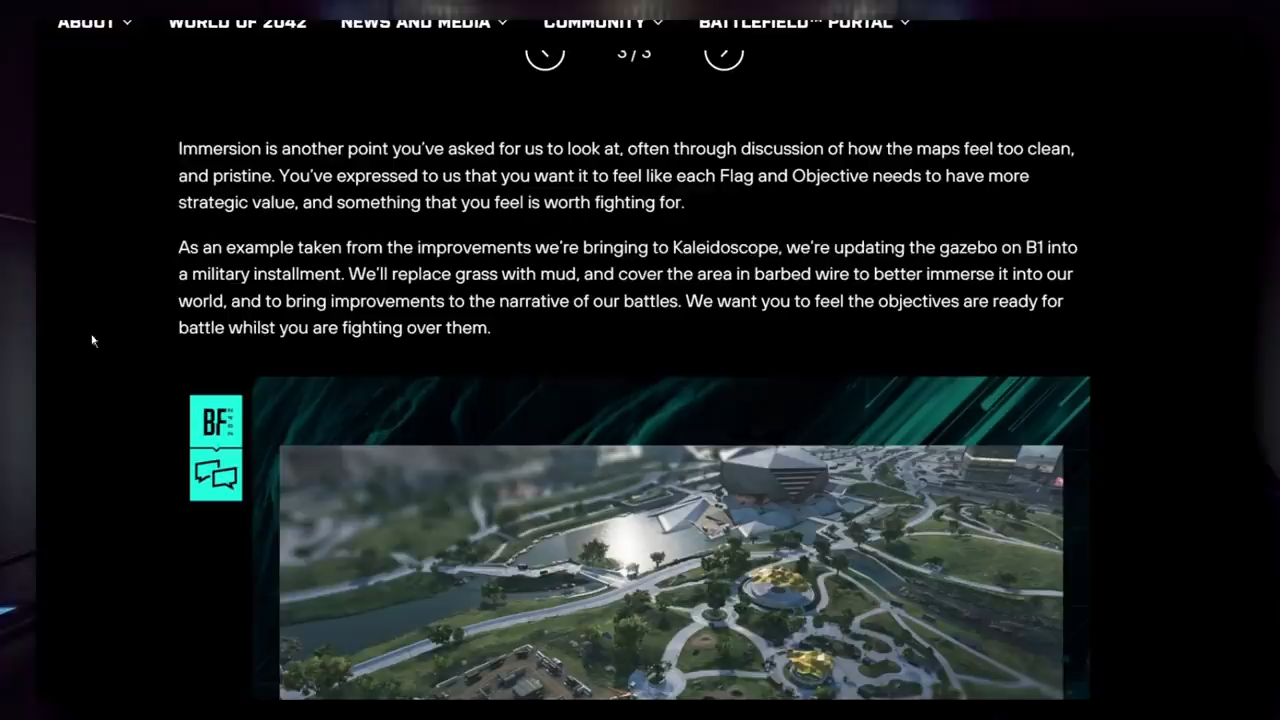 ABOUT WORLD OF 2042 NEWS AND MEDIA COMMUNITY BATTLEFIELD™ PORTAL
3 / 3
Immersion is another point you've asked for us to look at, often through discussion of how the maps feel too clean,
and pristine. You've expressed to us that you want it to feel like each Flag and Objective needs to have more
strategic value, and something that you feel is worth fighting for.
As an example taken from the improvements we're bringing to Kaleidoscope, we're updating the gazebo on B1 into
a military installment. We'll replace grass with mud, and cover the area in barbed wire to better immerse it into our
world, and to bring improvements to the narrative of our battles. We want you to feel the objectives are ready for
battle whilst you are fighting over them.
BF